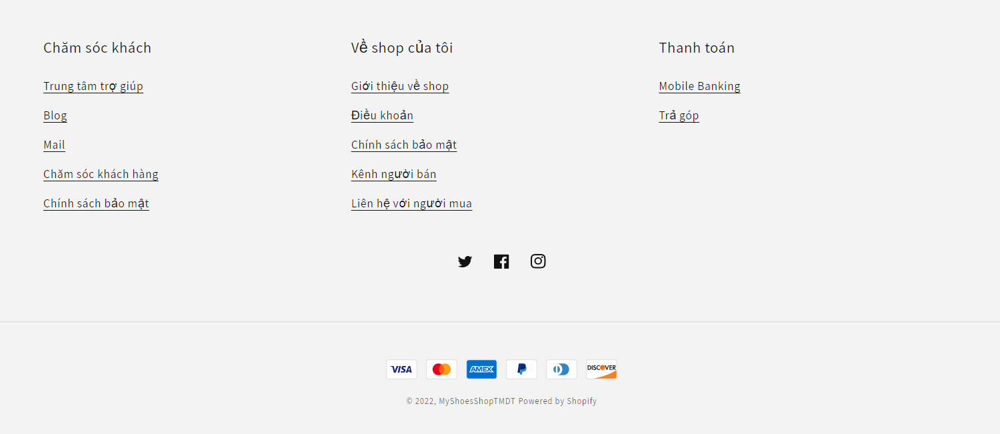 Chăm sóc khách
Trung tâm trợ giúp
Blog
Mail
Chăm sóc khách hàng
Chính sách bảo mật
Về shop của tôi
Giới thiệu về shop
Điều khoản
Chính sách bảo mật
Kênh người bán
Liên hệ với người mua
Thanh toán
Mobile Banking
Trả góp
VISA
AMEX
DISCOVER
© 2022, MyShoesShopTMDT Powered by Shopify